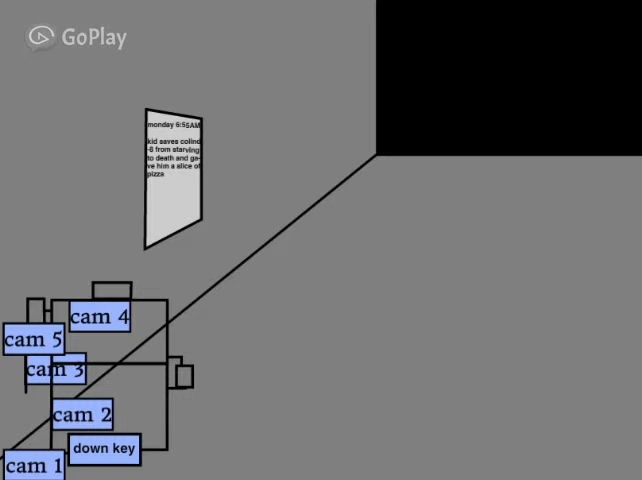 GoPlay
monday 6:55AM
kid saves colind
-8 from starving
to death and ga-
ve him a slice of
pizza
cam 4
cam 5
cam 3
cam 2
down key
cam 1